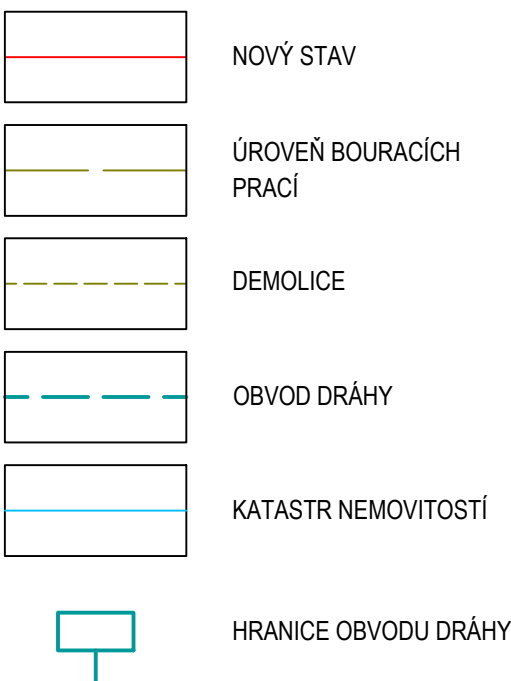 NOVÝ STAV
ÚROVEŇ BOURACÍCH
PRACÍ
DEMOLICE
OBVOD DRÁHY
KATASTR NEMOVITOSTÍ
HRANICE OBVODU DRÁHY